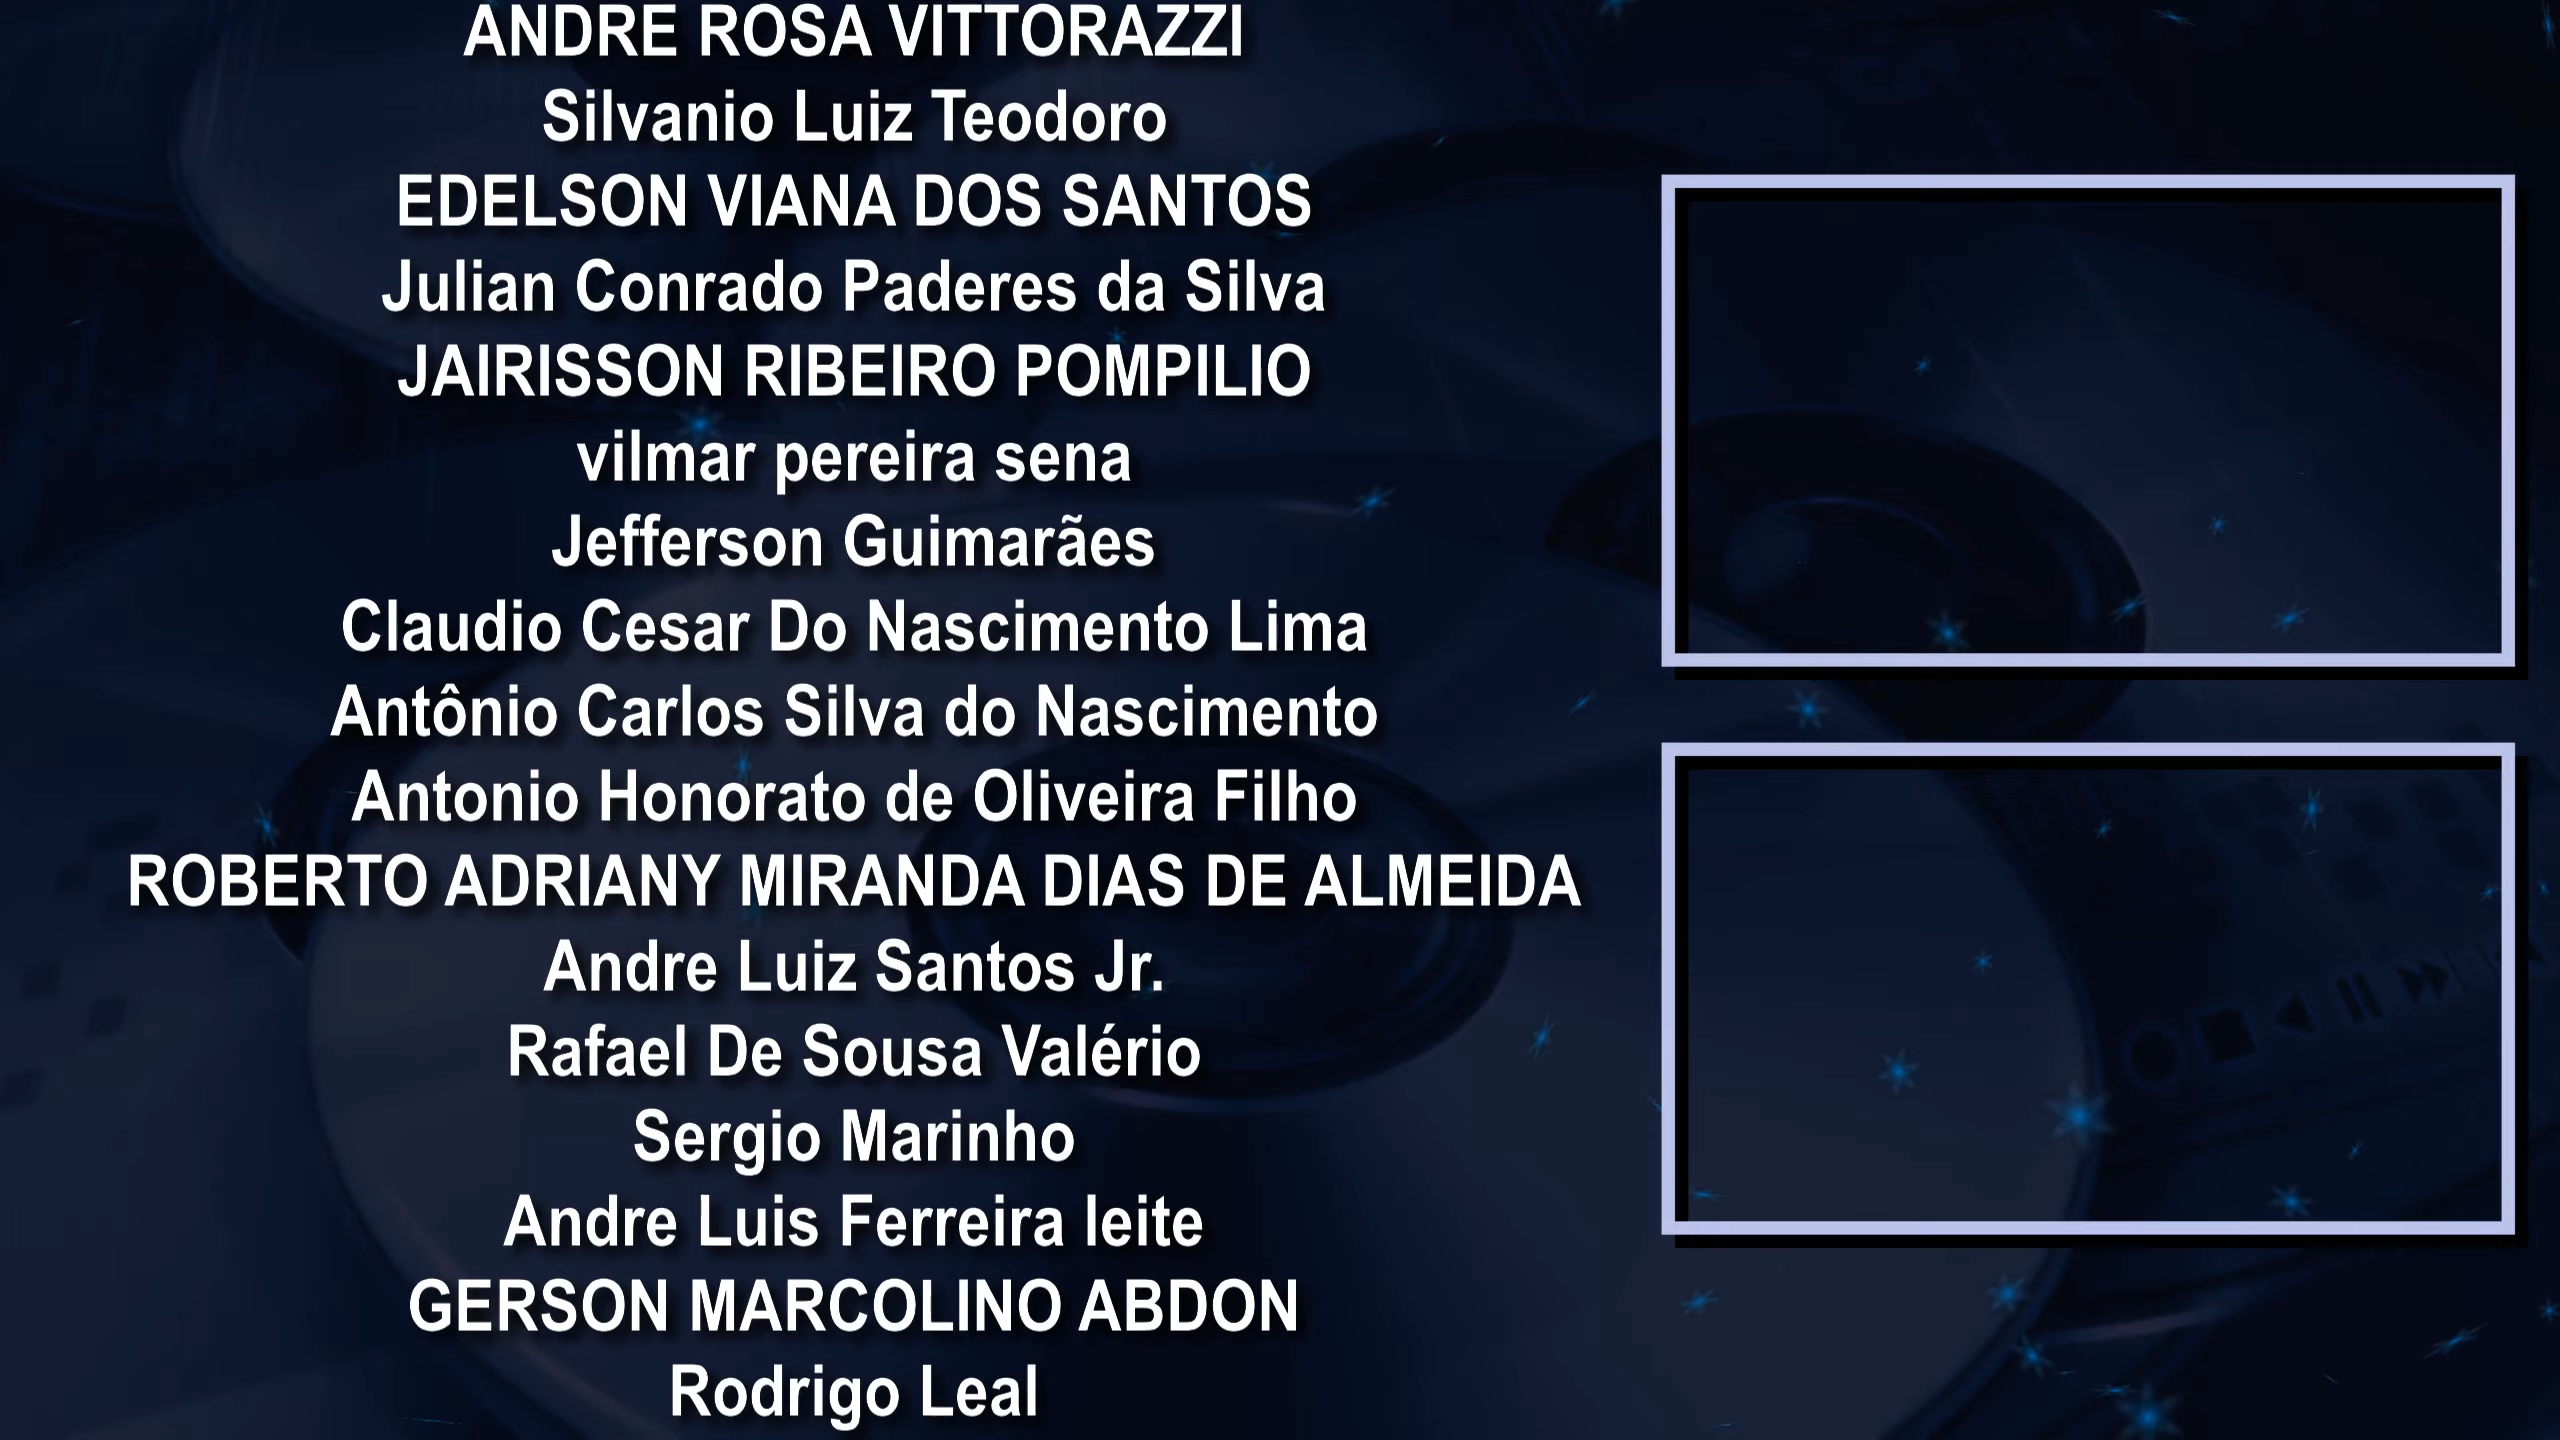 ANDRE ROSA VITTORAZZI
Silvanio Luiz Teodoro
EDELSON VIANA DOS SANTOS
Julian Conrado Paderes da Silva
JAIRISSON RIBEIRO POMPILIO
vilmar pereira sena
Jefferson Guimarães
Claudio Cesar Do Nascimento Lima
Antônio Carlos Silva do Nascimento
Antonio Honorato de Oliveira Filho
ROBERTO ADRIANY MIRANDA DIAS DE ALMEIDA
Andre Luiz Santos Jr.
Rafael De Sousa Valério
Sergio Marinho
Andre Luis Ferreira leite
GERSON MARCOLINO ABDON
Rodrigo Leal